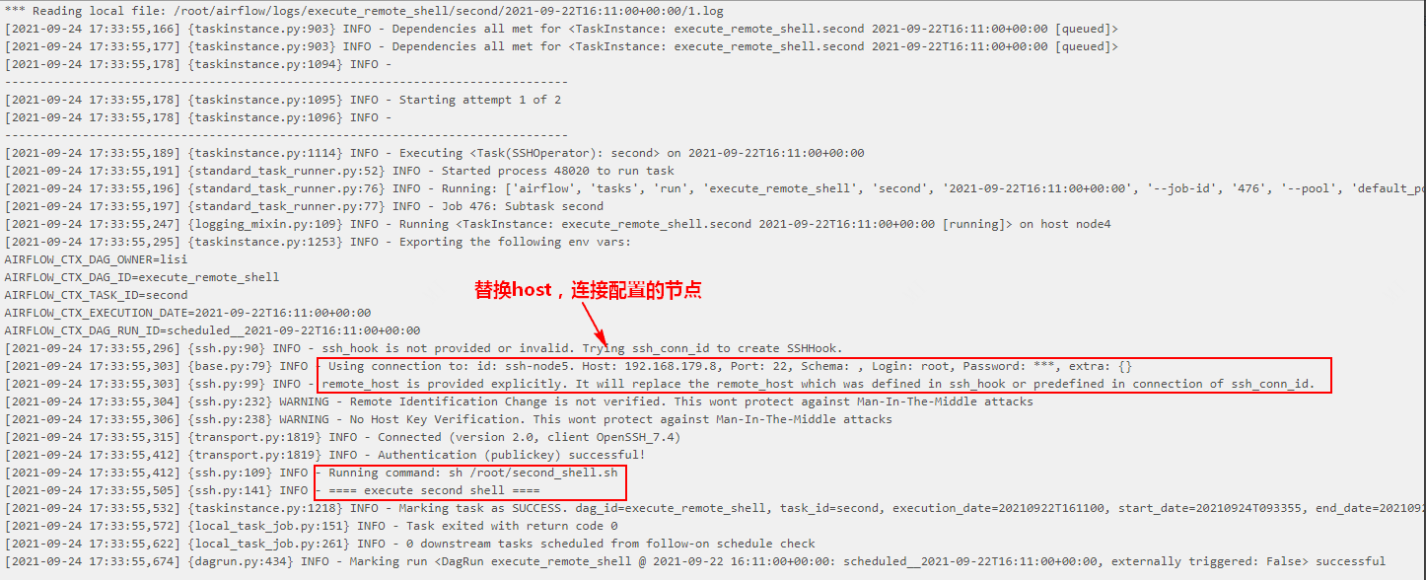 *** Reading local file: /root/airflow/logs/execute_remote_shell/second/2021-09-22T16:11:00+00:00/1.log
[2021-09-24 17:33:55,166] {taskinstance.py:903} INFO - Dependencies all met for <TaskInstance: execute_remote_shell.second 2021-09-22T16:11:00+00:00 [queued]>
[2021-09-24 17:33:55,177] {taskinstance.py:903} INFO - Dependencies all met for <TaskInstance: execute_remote_shell.second 2021-09-22T16:11:00+00:00 [queued]>
[2021-09-24 17:33:55,178] {taskinstance.py:1094} INFO -
--------------------------------------------------------------------------------
[2021-09-24 17:33:55,178] {taskinstance.py:1095} INFO - Starting attempt 1 of 2
[2021-09-24 17:33:55,178] {taskinstance.py:1096} INFO -
--------------------------------------------------------------------------------
[2021-09-24 17:33:55,189] {taskinstance.py:1114} INFO - Executing <Task(SSHOperator): second> on 2021-09-22T16:11:00+00:00
[2021-09-24 17:33:55,191] {standard_task_runner.py:52} INFO - Started process 48020 to run task
[2021-09-24 17:33:55,196] {standard_task_runner.py:76} INFO - Running: ['airflow', 'tasks', 'run', 'execute_remote_shell', 'second', '2021-09-22T16:11:00+00:00', '--job-id', '476', '--pool', 'default_po
[2021-09-24 17:33:55,197] {standard_task_runner.py:77} INFO - Job 476: Subtask second
[2021-09-24 17:33:55,247] {logging_mixin.py:109} INFO - Running <TaskInstance: execute_remote_shell.second 2021-09-22T16:11:00+00:00 [running]> on host node4
[2021-09-24 17:33:55,295] {taskinstance.py:1253} INFO - Exporting the following env vars:
AIRFLOW_CTX_DAG_OWNER=lisi
AIRFLOW_CTX_DAG_ID=execute_remote_shell
AIRFLOW_CTX_TASK_ID=second
替换host，连接配置的节点
AIRFLOW_CTX_EXECUTION_DATE=2021-09-22T16:11:00+00:00
AIRFLOW_CTX_DAG_RUN_ID=scheduled__2021-09-22T16:11:00+00:00
[2021-09-24 17:33:55,296] {ssh.py:90} INFO - ssh_hook is not provided or invalid. Trying ssh_conn_id to create SSHHook.
[2021-09-24 17:33:55,303] {base.py:79} INFO - Using connection to: id: ssh-node5. Host: 192.168.179.8, Port: 22, Schema: , Login: root, Password: ***, extra: {}
[2021-09-24 17:33:55,303] {ssh.py:99} INFO - remote_host is provided explicitly. It will replace the remote_host which was defined in ssh_hook or predefined in connection of ssh_conn_id.
[2021-09-24 17:33:55,304] {ssh.py:232} WARNING - Remote Identification Change is not verified. This wont protect against Man-In-The-Middle attacks
[2021-09-24 17:33:55,306] {ssh.py:238} WARNING - No Host Key Verification. This wont protect against Man-In-The-Middle attacks
[2021-09-24 17:33:55,315] {transport.py:1819} INFO - Connected (version 2.0, client OpenSSH_7.4)
[2021-09-24 17:33:55,412] {transport.py:1819} INFO - Authentication (publickey) successful!
[2021-09-24 17:33:55,412] {ssh.py:109} INFO - Running command: sh /root/second_shell.sh
[2021-09-24 17:33:55,505] {ssh.py:141} INFO - ==== execute second shell ====
[2021-09-24 17:33:55,532] {taskinstance.py:1218} INFO - Marking task as SUCCESS. dag_id=execute_remote_shell, task_id=second, execution_date=20210922T161100, start_date=20210924T093355, end_date=202109
[2021-09-24 17:33:55,572] {local_task_job.py:151} INFO - Task exited with return code 0
[2021-09-24 17:33:55,622] {local_task_job.py:261} INFO - 0 downstream tasks scheduled from follow-on schedule check
[2021-09-24 17:33:55,674] {dagrun.py:434} INFO - Marking run <DagRun execute_remote_shell @ 2021-09-22 16:11:00+00:00: scheduled__2021-09-22T16:11:00+00:00, externally triggered: False> successful